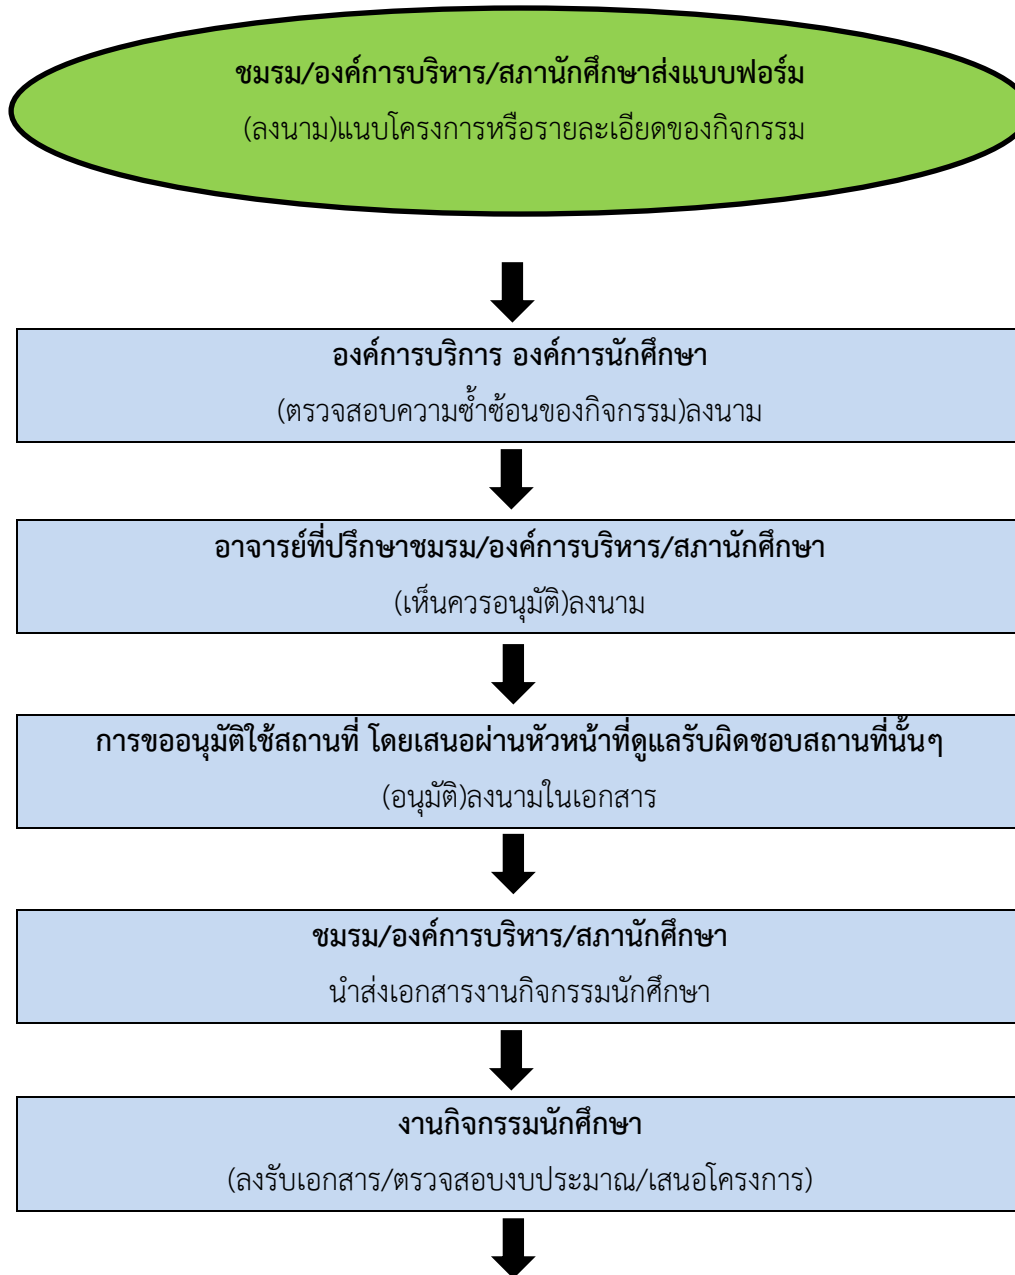 ชมรม/องค์การบริหาร/สภานักศึกษาส่งแบบฟอร์ม
(ลงนาม)แนบโครงการหรือรายละเอียดของกิจกรรม
องค์การบริการ องค์การนักศึกษา
(ตรวจสอบความซ้ำซ้อนของกิจกรรม)ลงนาม
อาจารย์ที่ปรึกษาชมรม/องค์การบริหาร/สภานักศึกษา
(เห็นควรอนุมัติ)ลงนาม
การขออนุมัติใช้สถานที่ โดยเสนอผ่านหัวหน้าที่ดูแลรับผิดชอบสถานที่นั้นๆ
(อนุมัติ)ลงนามในเอกสาร
ชมรม/องค์การบริหาร/สภานักศึกษา
นำส่งเอกสารงานกิจกรรมนักศึกษา
งานกิจกรรมนักศึกษา
(ลงรับเอกสาร/ตรวจสอบงบประมาณ/เสนอโครงการ)